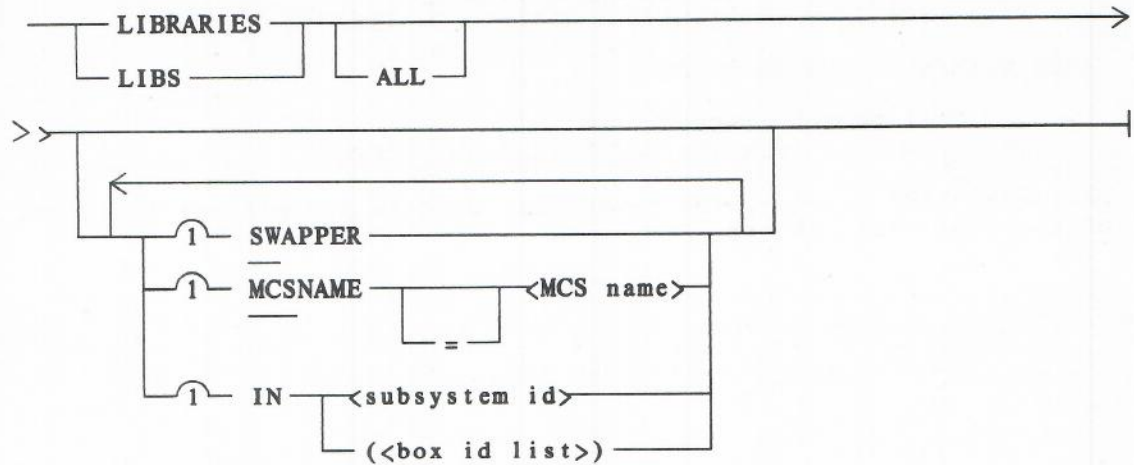 LIBRARIES
LIBS
ALL
1 SWAPPER
1 MCSNAME <MCS name>
=
1 IN <subsystem id>
(<box id list>)